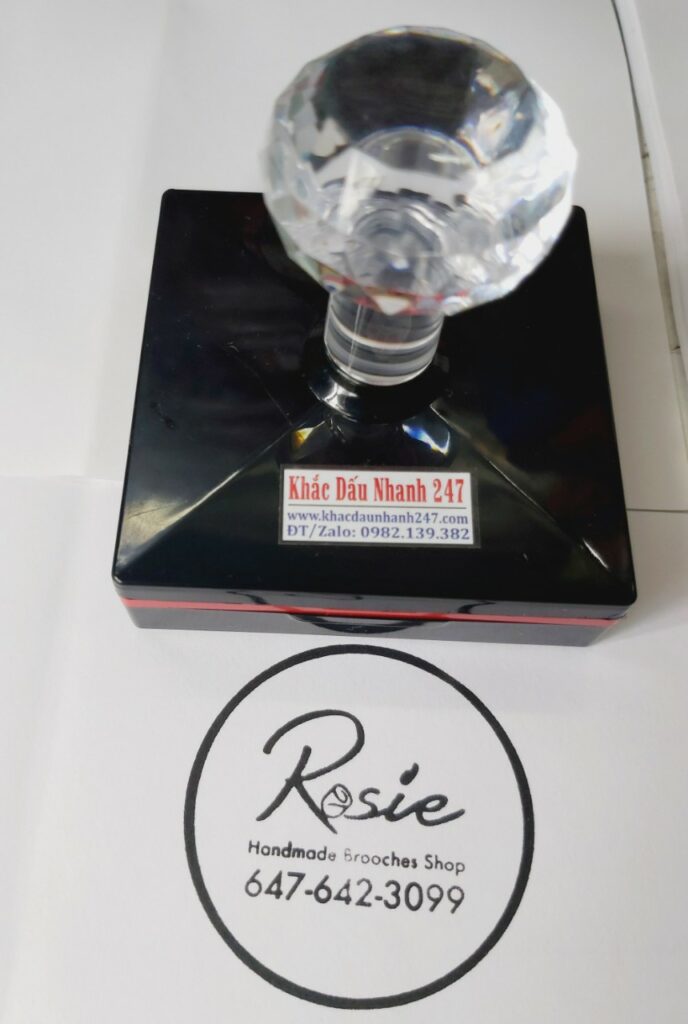 Khắc Dấu Nhanh 247
www.khacdaunhanh247.com
ĐT/Zalo: 0982.139.382
Rosie
Handmade Brooches Shop
647-642-3099